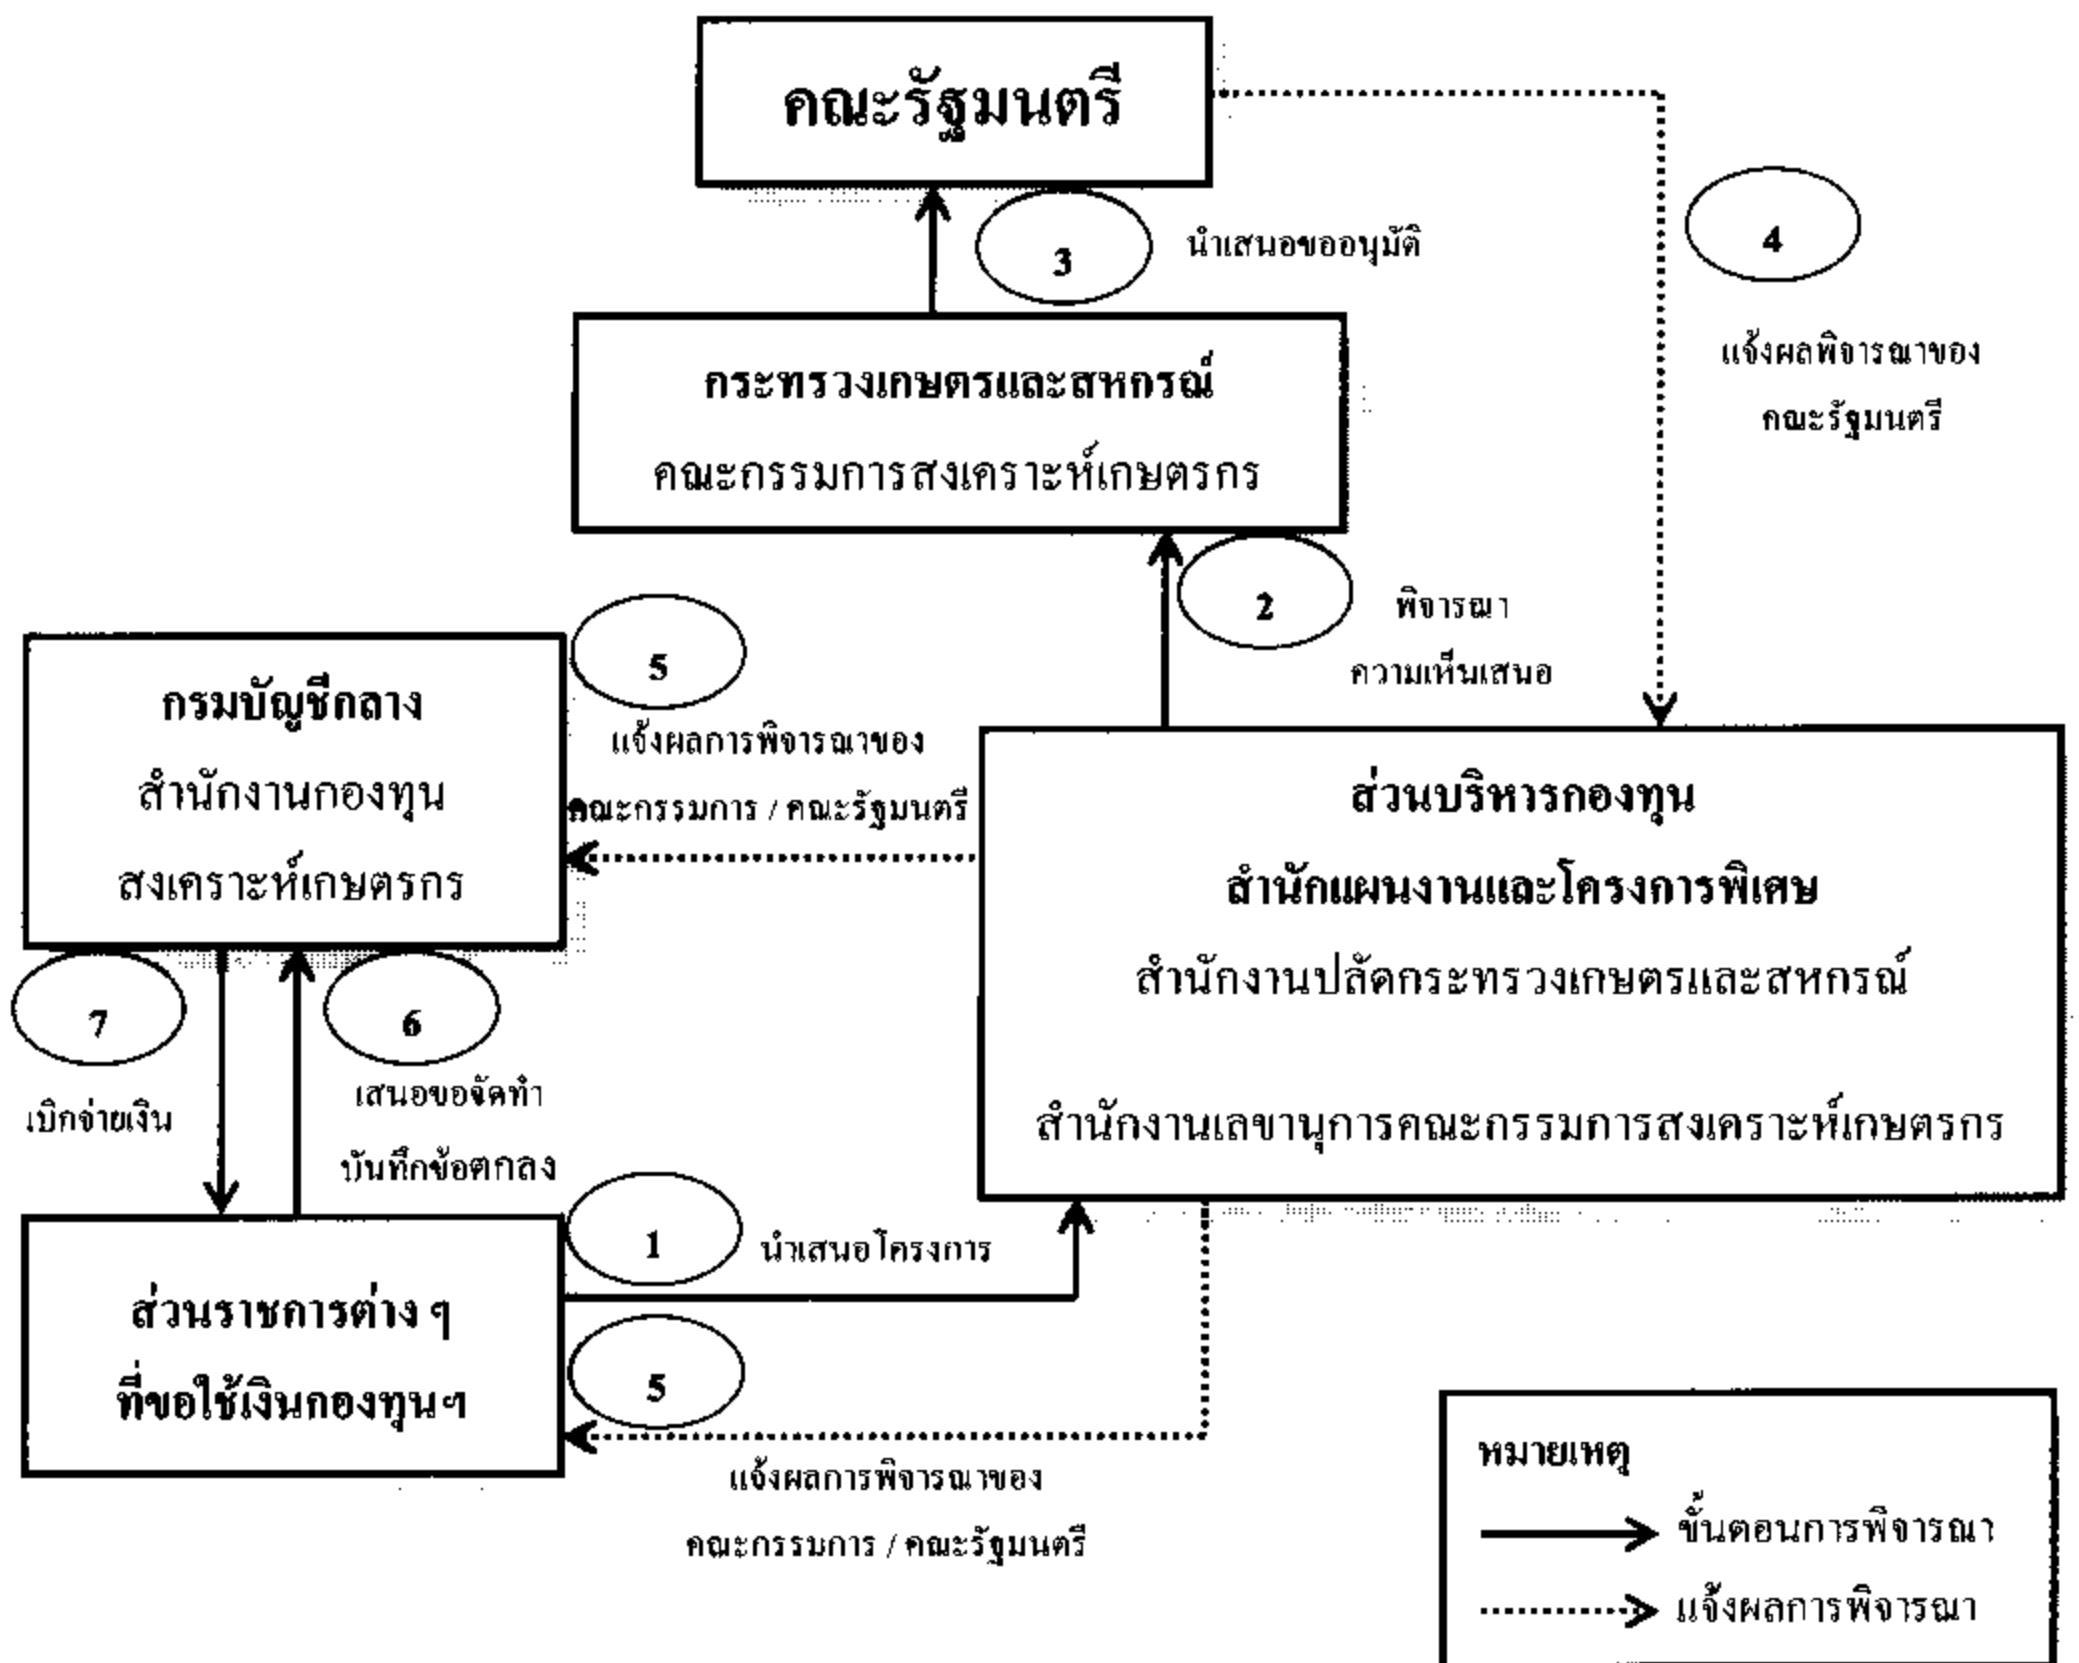 คณะรัฐมนตรี
3
นำเสนอขออนุมัติ
4
แจ้งผลพิจารณาของ
คณะรัฐมนตรี
กระทรวงเกษตรและสหกรณ์
คณะกรรมการสงเคราะห์เกษตรกร
2
พิจารณา
ความเห็นเสนอ
กรมบัญชีกลาง
สำนักงานกองทุน
สงเคราะห์เกษตรกร
5
แจ้งผลการพิจารณาของ
คณะกรรมการ / คณะรัฐมนตรี
ส่วนบริหารกองทุน
สำนักแผนงานและโครงการพิเศษ
สำนักงานปลัดกระทรวงเกษตรและสหกรณ์
สำนักงานเลขานุการคณะกรรมการสงเคราะห์เกษตรกร
7
เบิกจ่ายเงิน
6
เสนอขอจัดทำ
บันทึกข้อตกลง
1
นำเสนอโครงการ
ส่วนราชการต่าง ๆ
ที่ขอใช้เงินกองทุนฯ
5
แจ้งผลการพิจารณาของ
คณะกรรมการ / คณะรัฐมนตรี
หมายเหตุ
ขั้นตอนการพิจารณา
แจ้งผลการพิจารณา